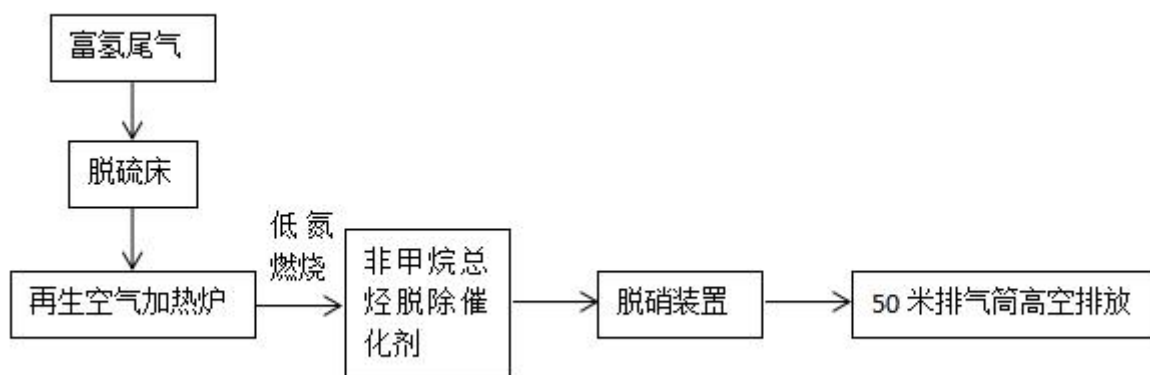 富氢尾气
脱硫床
低氮
燃烧
再生空气加热炉
非甲烷总
烃脱除催
化剂
脱硝装置
50 米排气筒高空排放